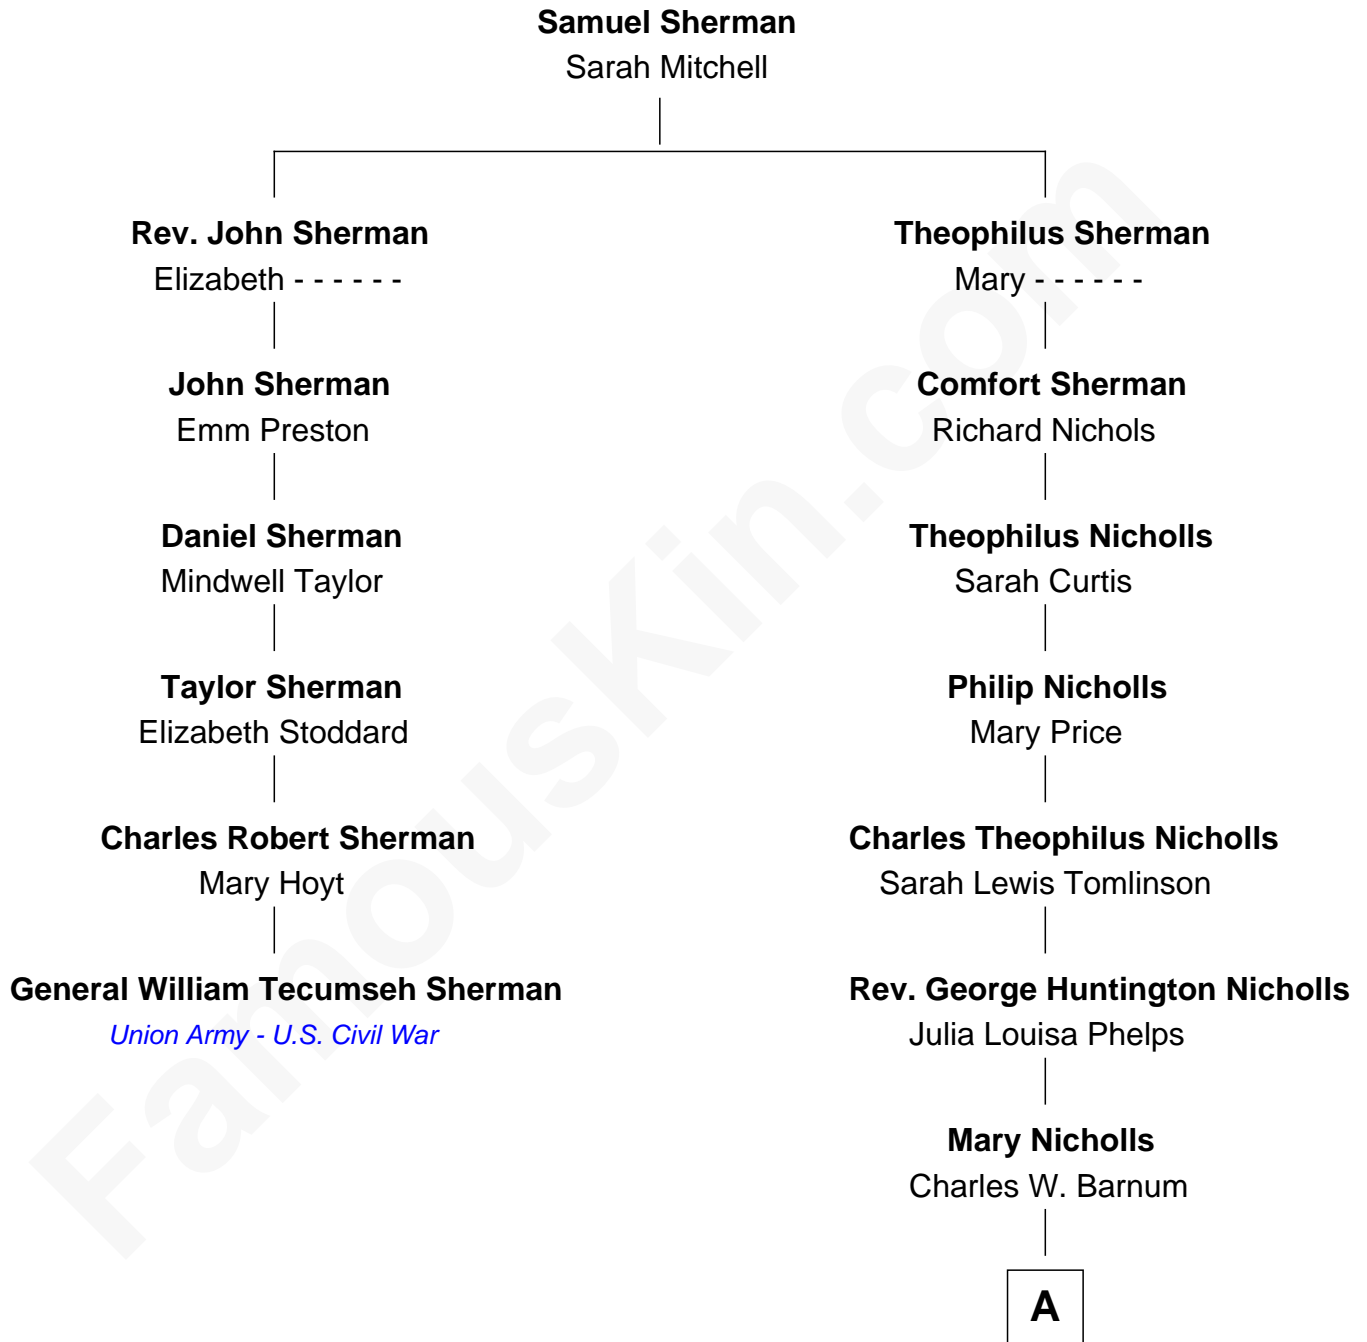 Samuel Sherman
Sarah Mitchell
Rev. John Sherman
Elizabeth - - - - - -
Theophilus Sherman
Mary - - - - - -
John Sherman
Emm Preston
Comfort Sherman
Richard Nichols
Daniel Sherman
Mindwell Taylor
Theophilus Nicholls
Sarah Curtis
Taylor Sherman
Elizabeth Stoddard
Philip Nicholls
Mary Price
Charles Robert Sherman
Mary Hoyt
Charles Theophilus Nicholls
Sarah Lewis Tomlinson
General William Tecumseh Sherman
Union Army - U.S. Civil War
Rev. George Huntington Nicholls
Julia Louisa Phelps
Mary Nicholls
Charles W. Barnum
A
FamousKin.com